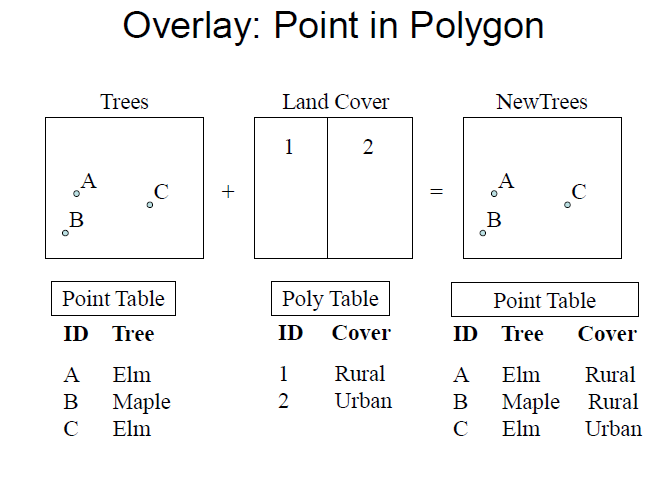 Overlay: Point in Polygon
Trees Land Cover NewTrees
1 2
A C + = A C
B B
Point Table Poly Table Point Table
ID Tree ID Cover ID Tree Cover
A Elm 1 Rural A Elm Rural
B Maple 2 Urban B Maple Rural
C Elm C Elm Urban